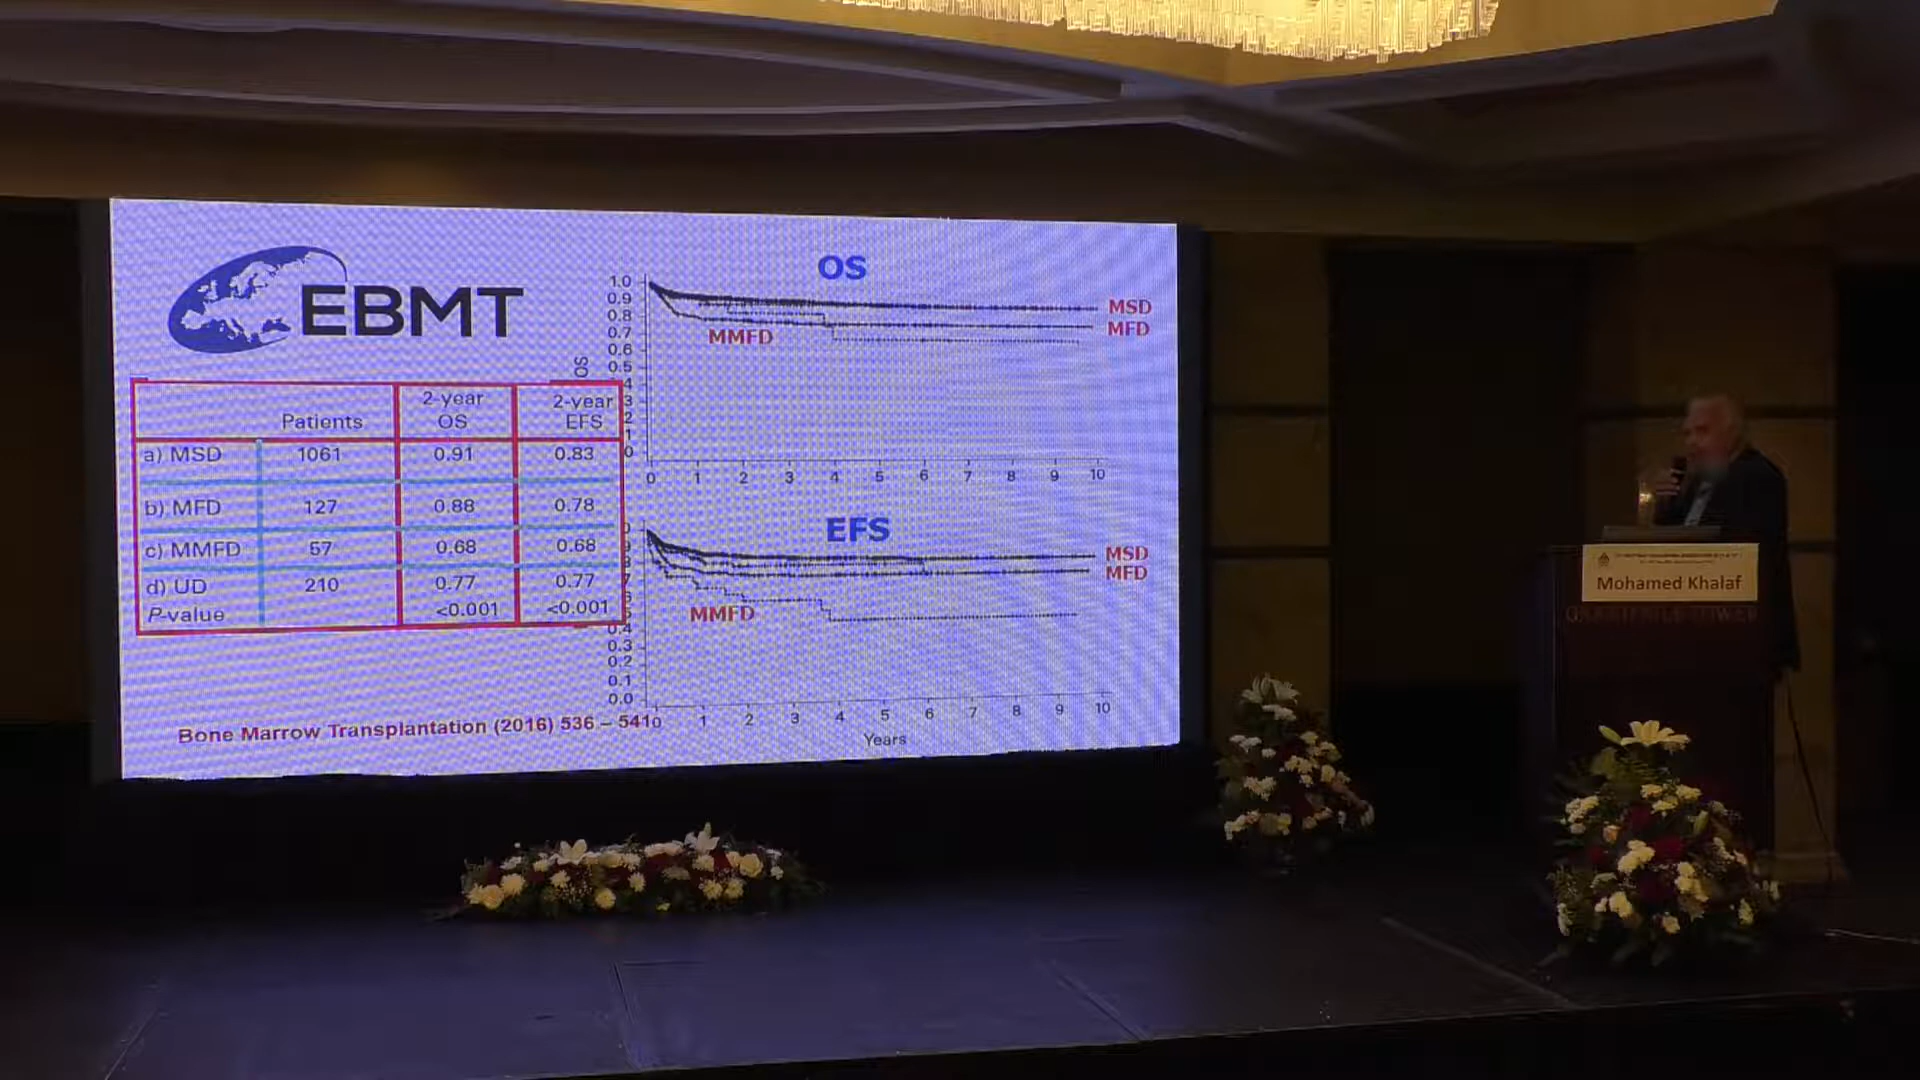 EBMT
Patients
2-year
OS
2-year
EFS
a) MSD 1061 0.91 0.83
b) MFD 127 0.88 0.78
c) MMFD 57 0.68 0.68
d) UD 210 0.77 0.77
P-value <0.001 <0.001
Bone Marrow Transplantation (2016) 536 – 541
OS
OS
1.0
0.9
0.8
0.7
0.6
0.5
4
3
2
1
0
MSD
MFD
MMFD
0 1 2 3 4 5 6 7 8 9 10
EFS
MSD
MFD
MMFD
0.4
0.3
0.2
0.1
0.0
0 1 2 3 4 5 6 7 8 9 10
Years
Mohamed Khalaf